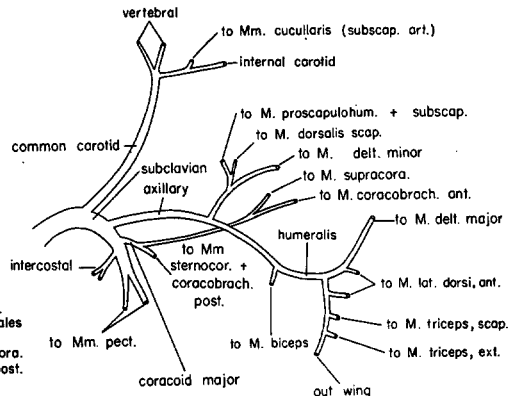 vertebral
to Mm. cucullaris (subscap. art.)
internal carotid
to M. proscapulohum. + subscap.
to M. dorsalis scap.
common carotid
to M. delt. minor
subclavian
to M. supracora.
axillary
to M. coracobrach. ant.
to M. delt. major
humeralis
to Mm
sternocor. +
coracobrach.
post.
intercostal
to M. lat. dorsi, ant.
ales
to M. triceps, scap.
to Mm. pect.
to M. biceps
ora.
to M. triceps, ext.
ost.
coracoid major
out wing